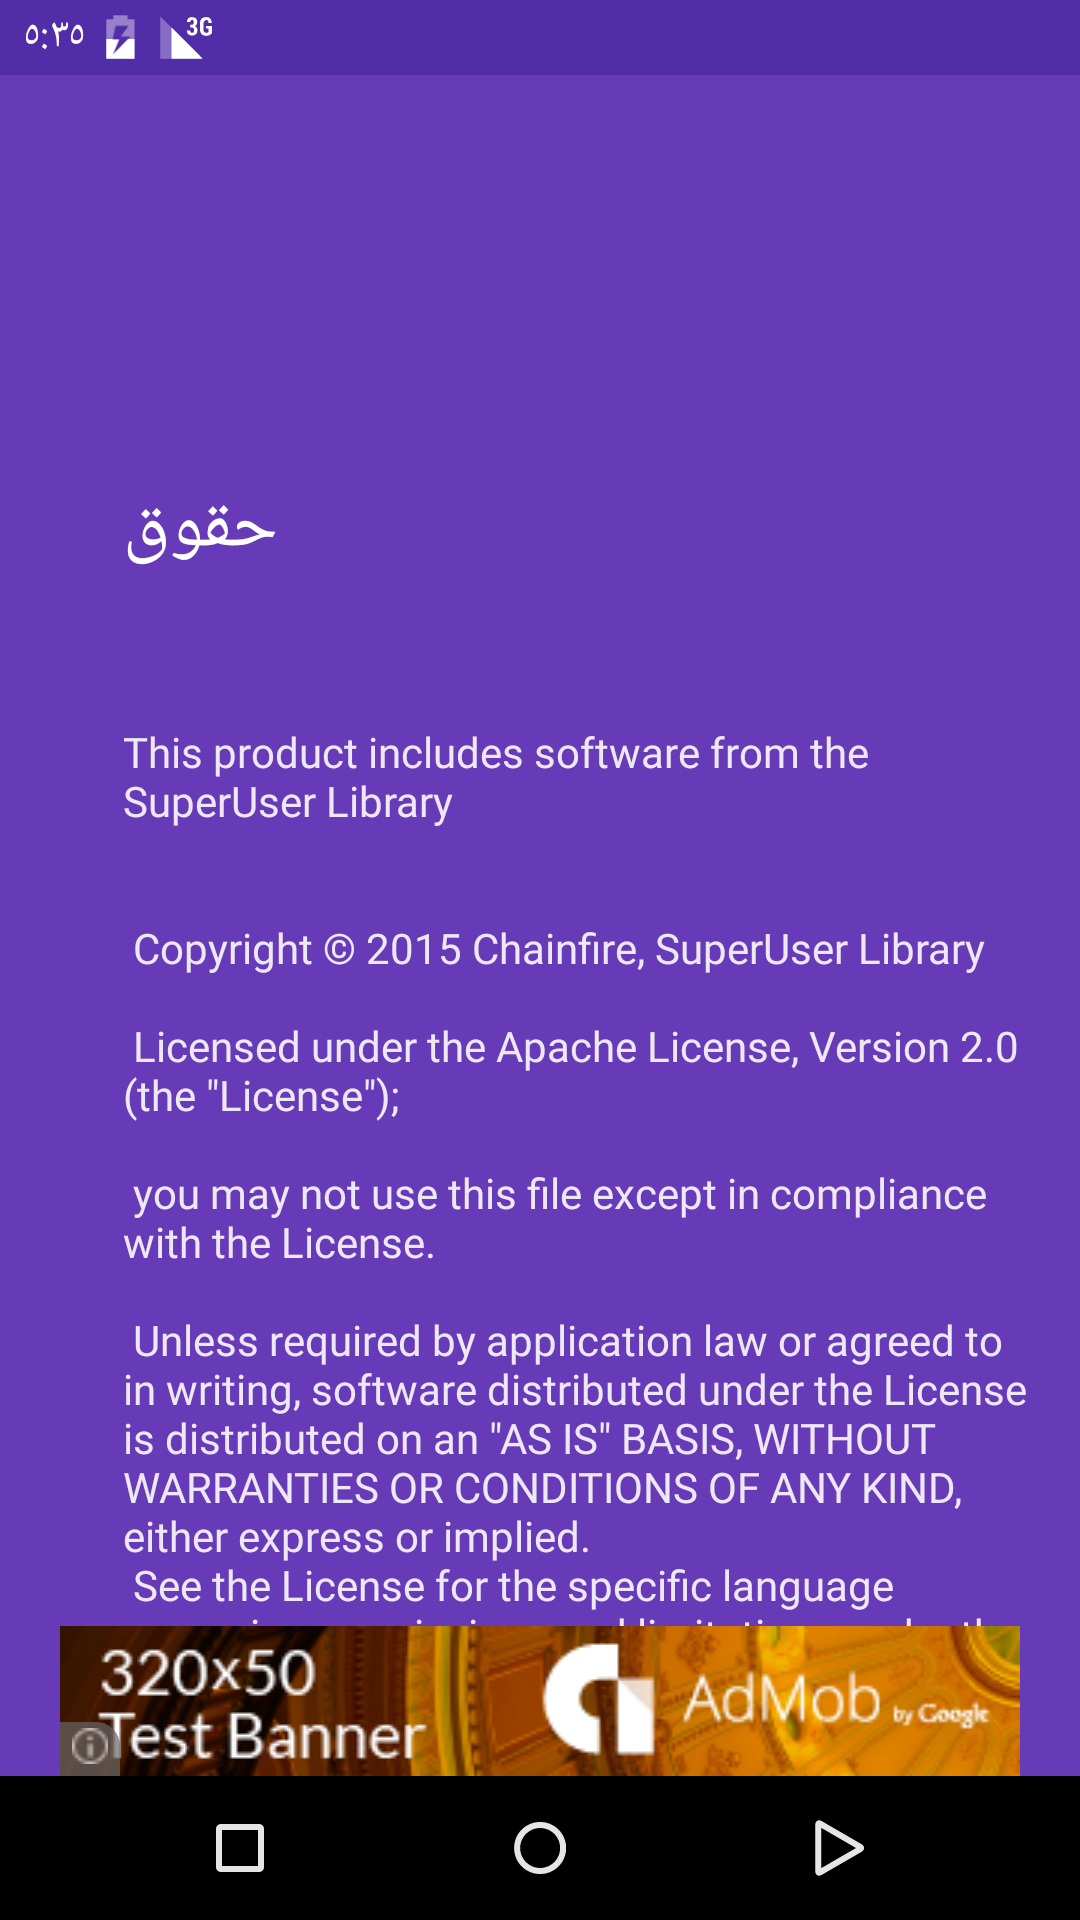 ٥:٣٥
3G
حقوق
This product includes software from the
SuperUser Library
Copyright © 2015 Chainfire, SuperUser Library
Licensed under the Apache License, Version 2.0
(the "License");
you may not use this file except in compliance
with the License.
Unless required by application law or agreed to
in writing, software distributed under the License
is distributed on an "AS IS" BASIS, WITHOUT
WARRANTIES OR CONDITIONS OF ANY KIND,
either express or implied.
See the License for the specific language
320x50
Test Banner
AdMob by Google